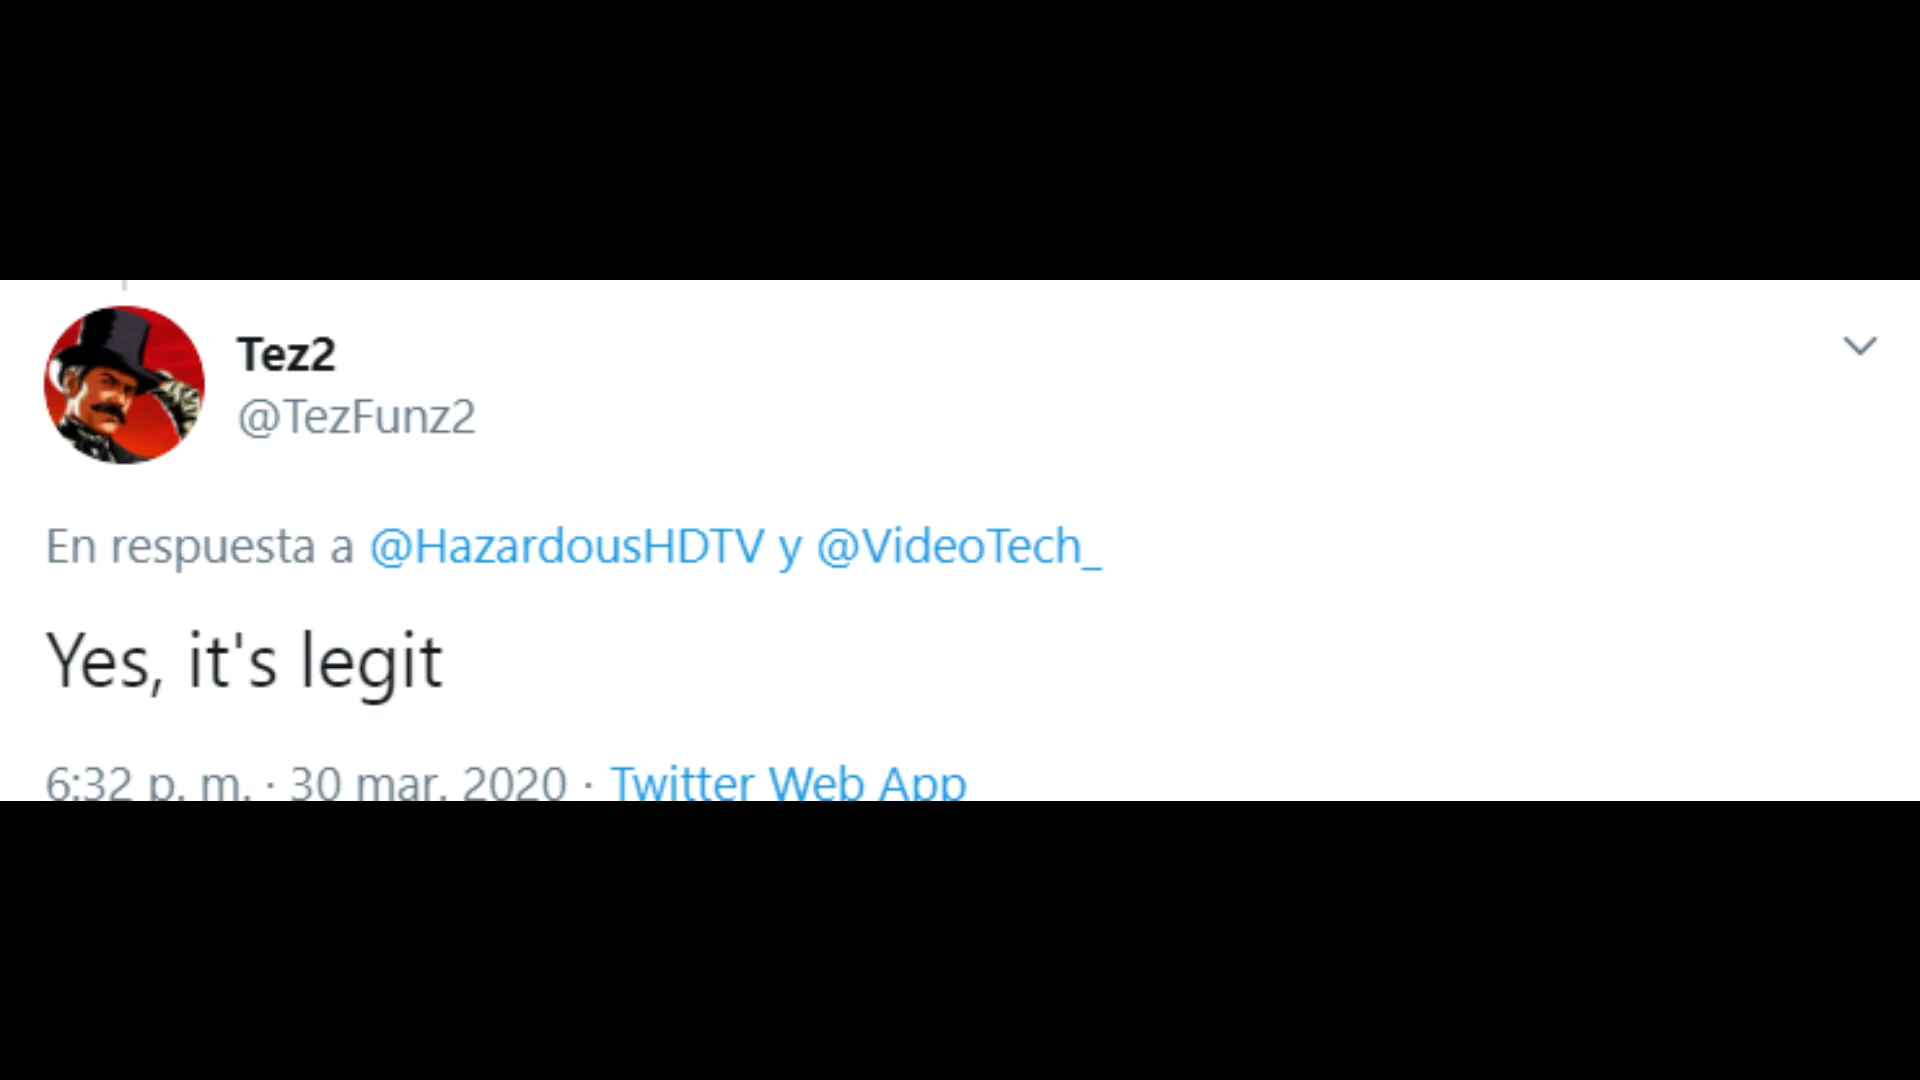 Tez2
@TezFunz2
En respuesta a @HazardousHDTV y @VideoTech_
Yes, it's legit
6:32 p. m. · 30 mar. 2020 · Twitter Web App